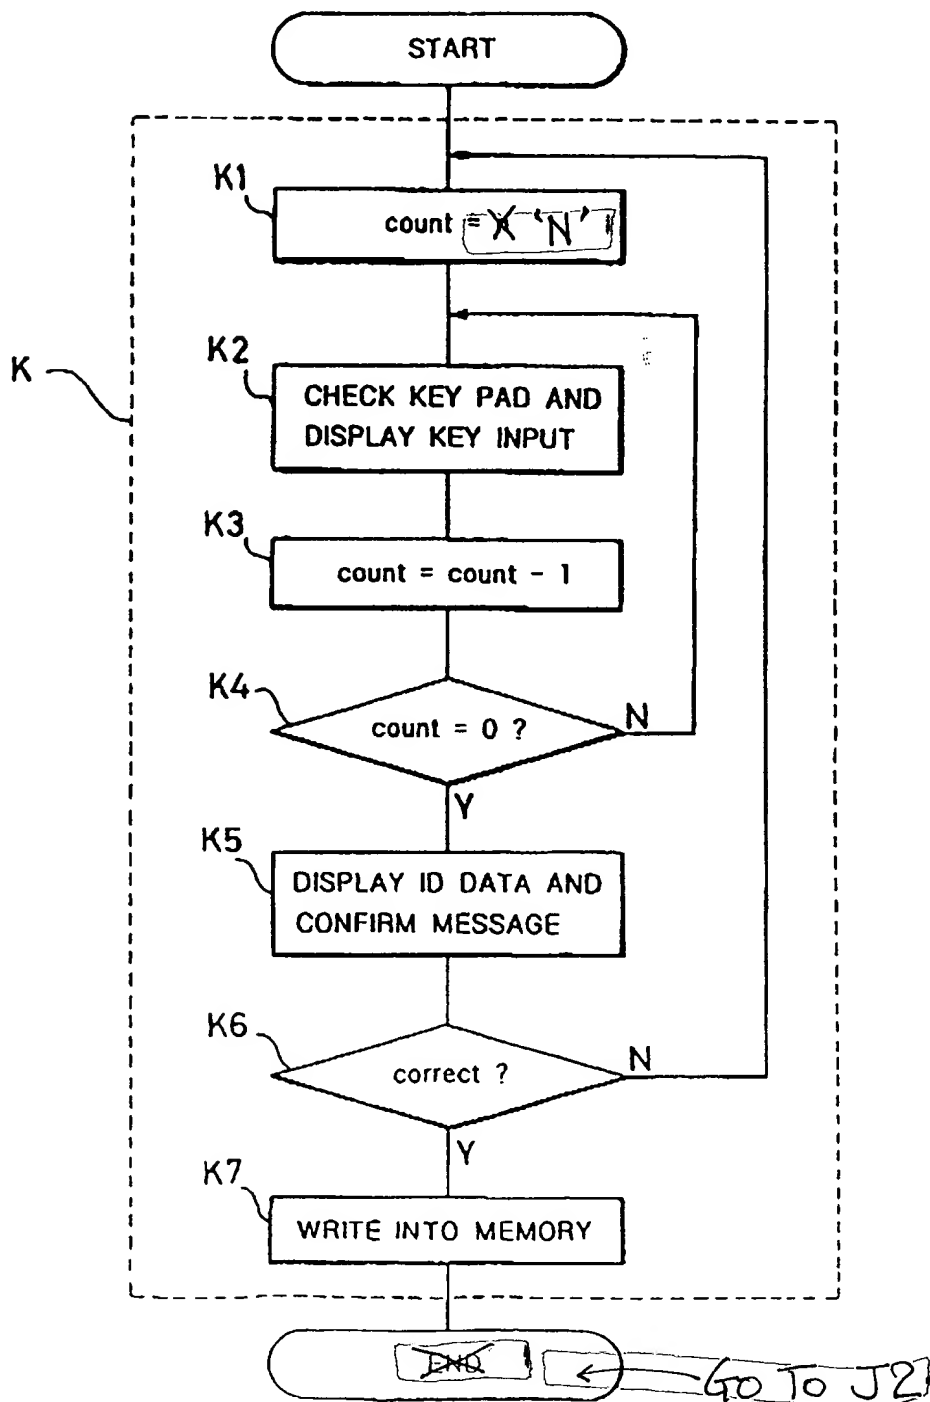 START
K1
count = 'N'
K
K2
CHECK KEY PAD AND
DISPLAY KEY INPUT
K3
count = count - 1
K4
count = 0 ?
N
Y
K5
DISPLAY ID DATA AND
CONFIRM MESSAGE
K6
correct ?
N
Y
K7
WRITE INTO MEMORY
END
GO TO J2